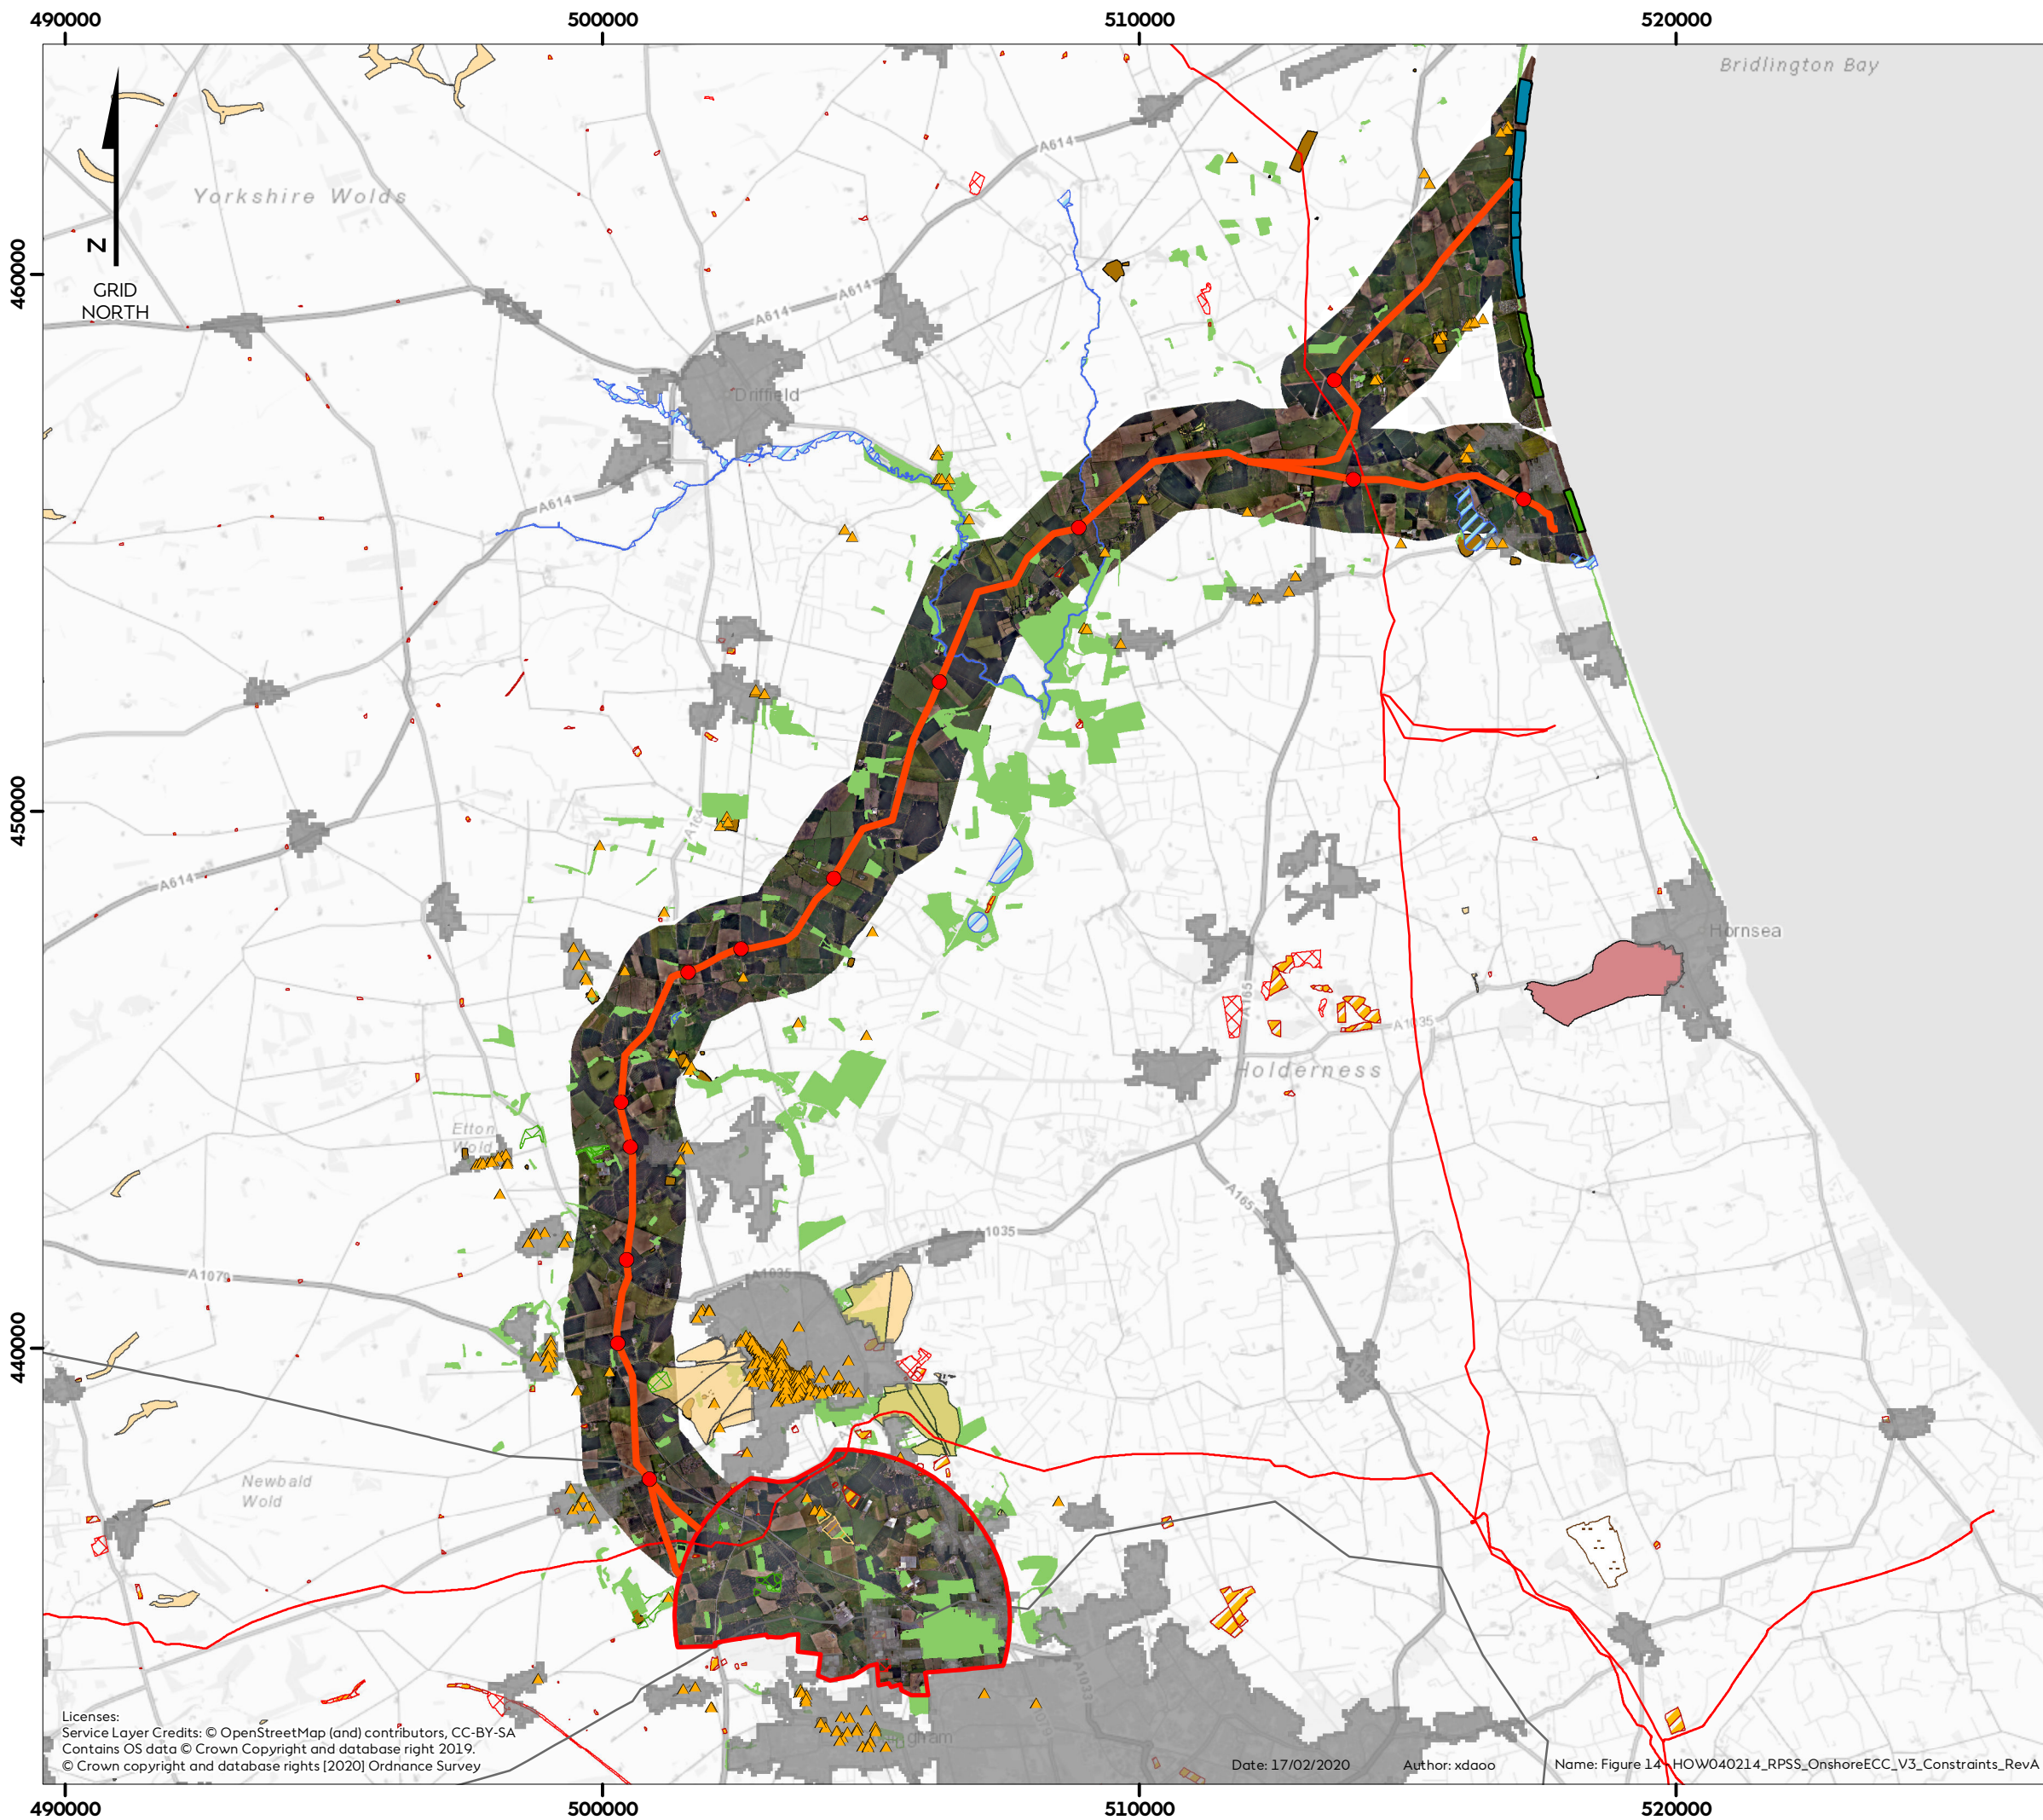 490000
500000
510000
520000
Bridlington Bay
A614
Yorkshire Wolds
460000
N
GRID
NORTH
A614
A614
Driffield
A614
450000
A614
Hornsea
A165
A1035
Holderness
Etton
Wold
A165
A1035
A1079
A1035
440000
Newbald
Wold
A1033
Licenses:
Service Layer Credits: © OpenStreetMap (and) contributors, CC-BY-SA
Contains OS data © Crown Copyright and database right 2019.
© Crown copyright and database rights [2020] Ordnance Survey
Date: 17/02/2020
Author: xdaoo
Name: Figure 14 - HOW040214_RPSS_OnshoreECC_V3_Constraints_RevA
490000
500000
510000
520000